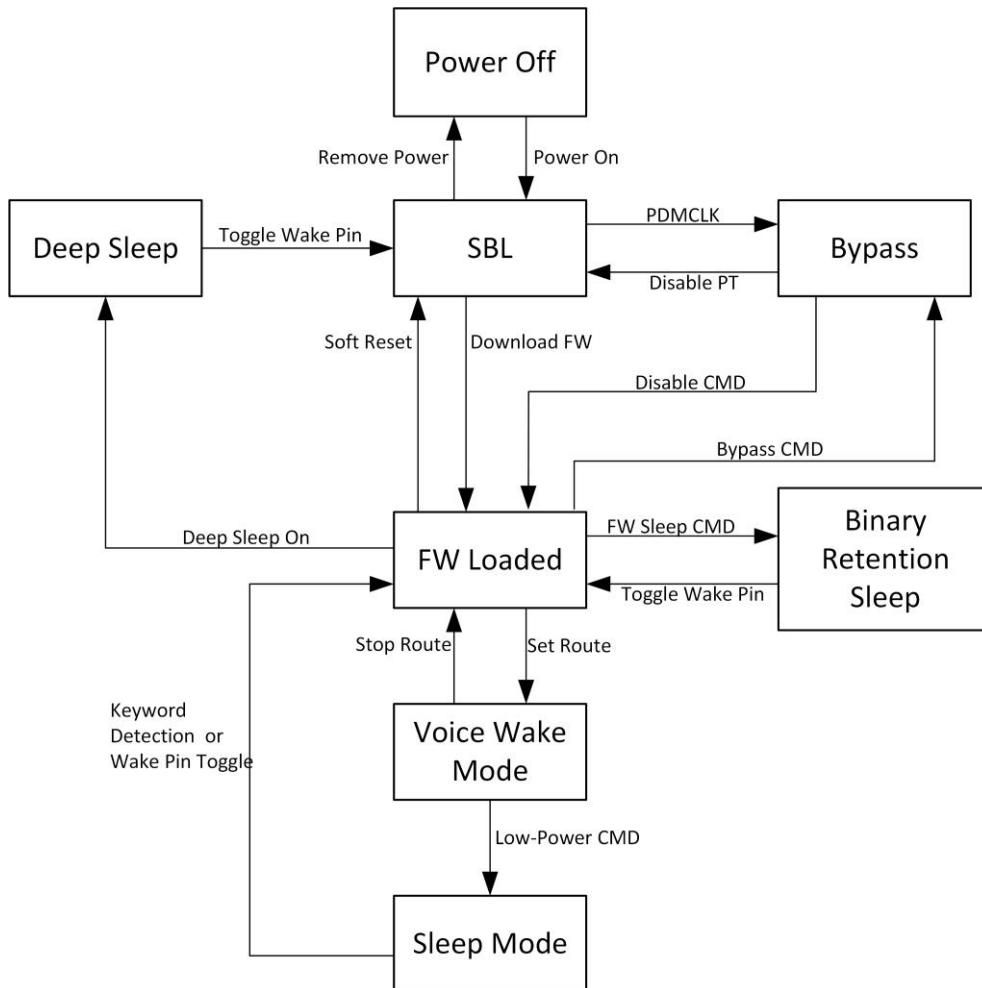 Power Off
Remove Power
Power On
Deep Sleep
Toggle Wake Pin
SBL
PDMCLK
Disable PT
Bypass
Soft Reset
Download FW
Disable CMD
Bypass CMD
Deep Sleep On
FW Loaded
FW Sleep CMD
Toggle Wake Pin
Binary
Retention
Sleep
Stop Route
Set Route
Keyword
Detection or
Wake Pin Toggle
Voice Wake
Mode
Low-Power CMD
Sleep Mode